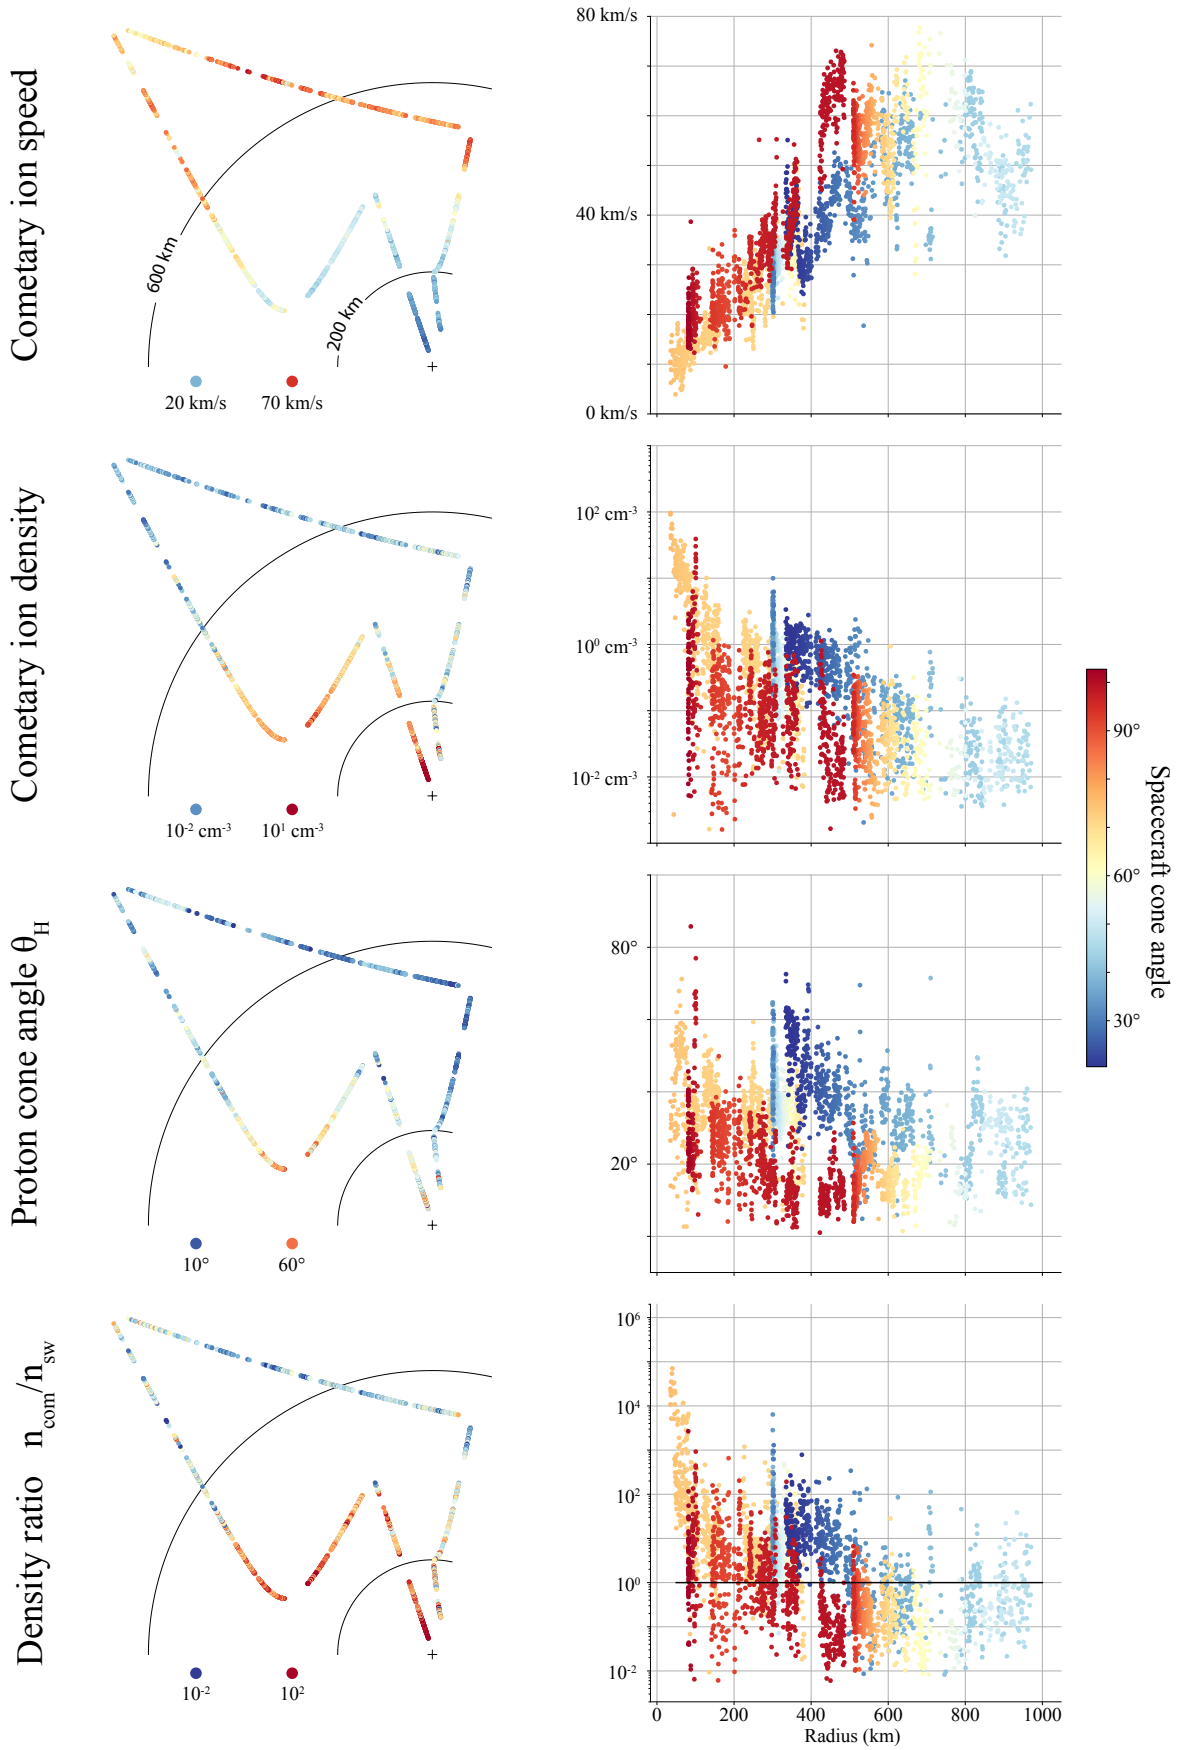 Cometary ion speed
600 km
200 km
+
20 km/s
70 km/s
80 km/s
40 km/s
0 km/s
Cometary ion density
+
10⁻² cm⁻³
10¹ cm⁻³
10² cm⁻³
10⁰ cm⁻³
10⁻² cm⁻³
Proton cone angle θ_H
+
10°
60°
80°
20°
Density ratio n_com/n_sw
+
10⁻²
10²
10⁶
10⁴
10²
10⁰
10⁻²
0
200
400
600
800
1000
Radius (km)
90°
60°
30°
Spacecraft cone angle